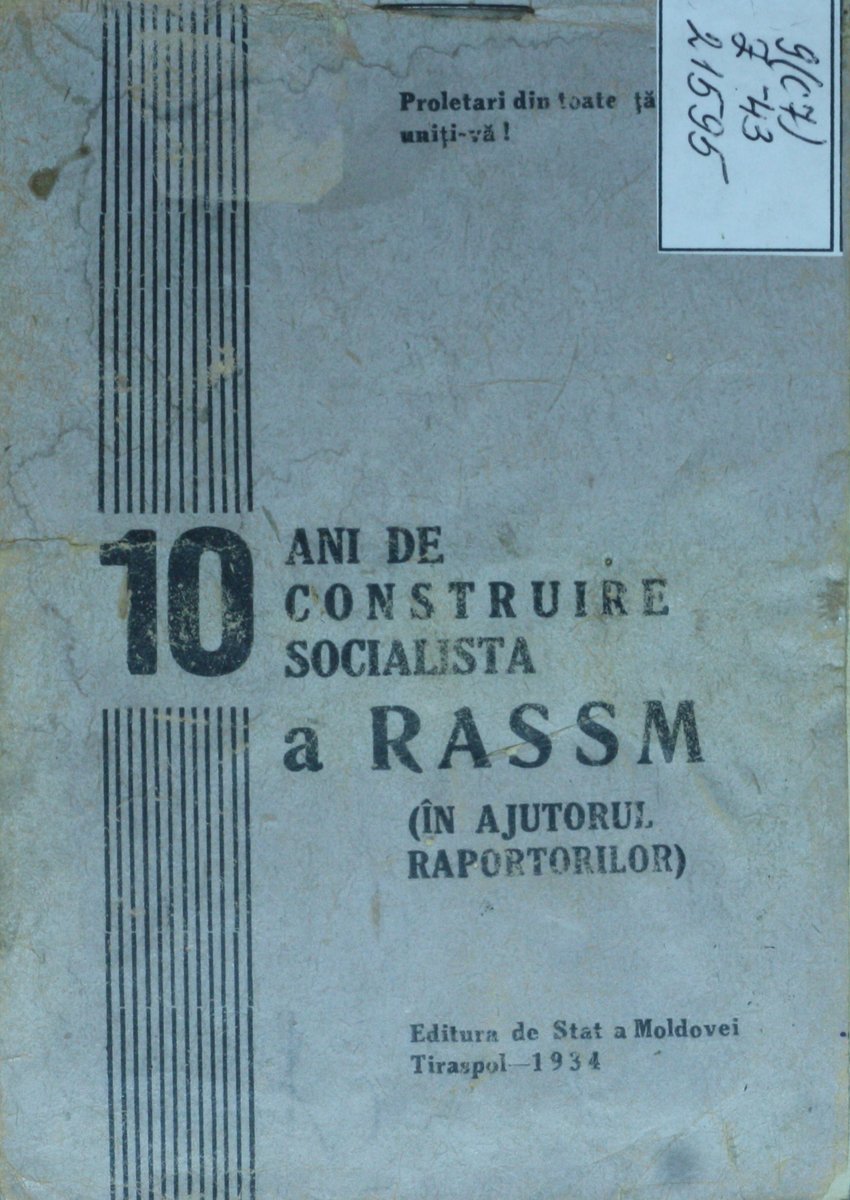 Proletari din toate ță
uniți-vă!
9(c7)
Z-43
21595
10 ANI DE
CONSTRUIRE
SOCIALISTA
a RASSM
(ÎN AJUTORUL
RAPORTORILOR)
Editura de Stat a Moldovei
Tiraspol—1934